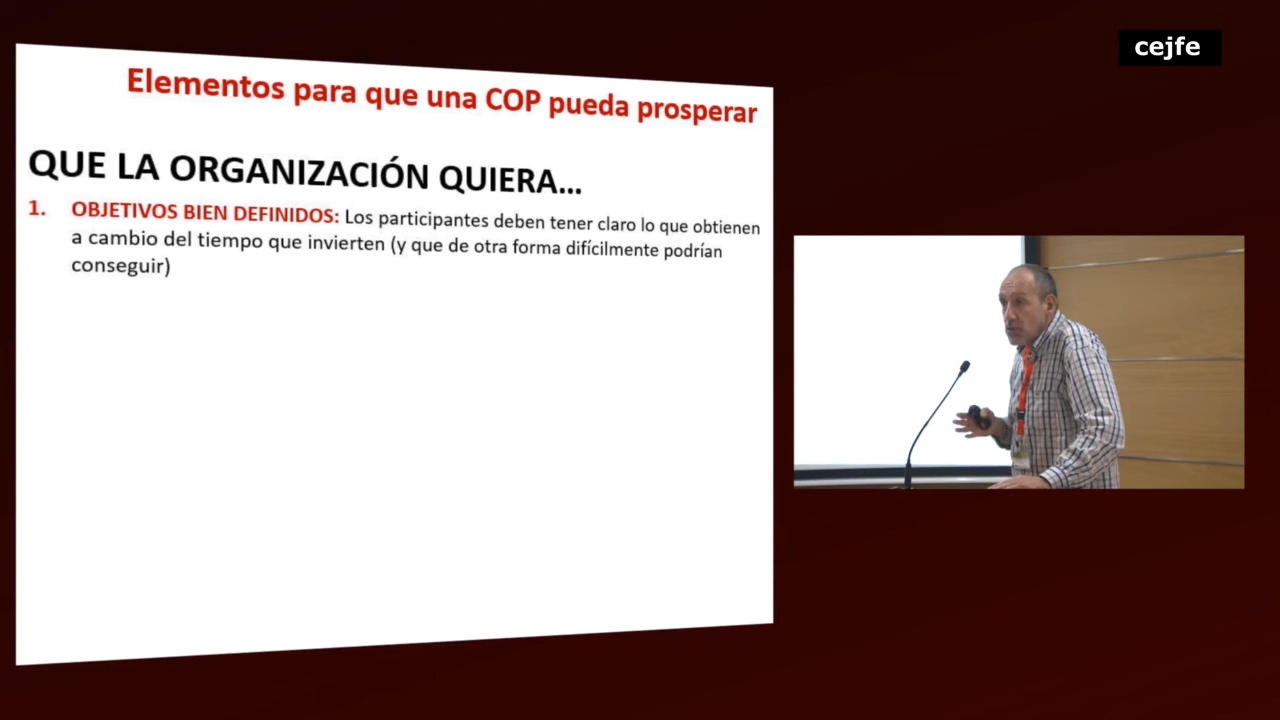 cejfe
Elementos para que una COP pueda prosperar
QUE LA ORGANIZACIÓN QUIERA...
1. OBJETIVOS BIEN DEFINIDOS: Los participantes deben tener claro lo que obtienen
a cambio del tiempo que invierten (y que de otra forma difícilmente podrían
conseguir)